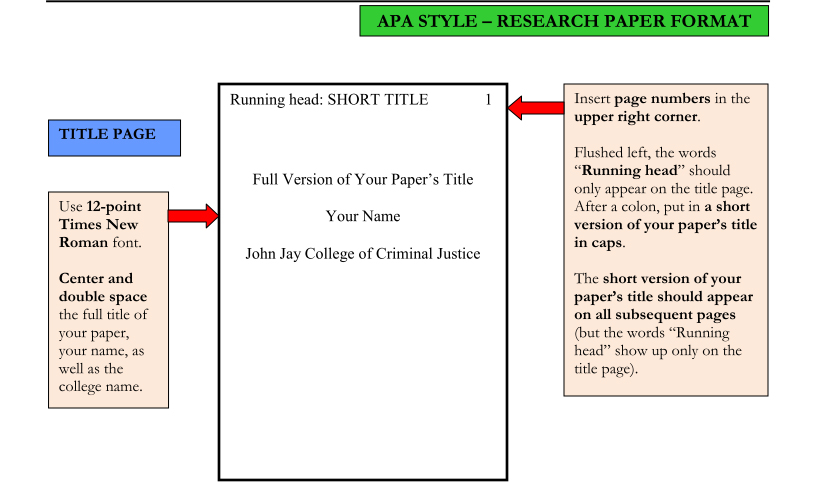 APA STYLE – RESEARCH PAPER FORMAT
TITLE PAGE
Use 12-point
Times New
Roman font.
Center and
double space
the full title of
your paper,
your name, as
well as the
college name.
Running head: SHORT TITLE 1
Full Version of Your Paper’s Title
Your Name
John Jay College of Criminal Justice
Insert page numbers in the
upper right corner.
Flushed left, the words
“Running head” should
only appear on the title page.
After a colon, put in a short
version of your paper’s title
in caps.
The short version of your
paper’s title should appear
on all subsequent pages
(but the words “Running
head” show up only on the
title page).